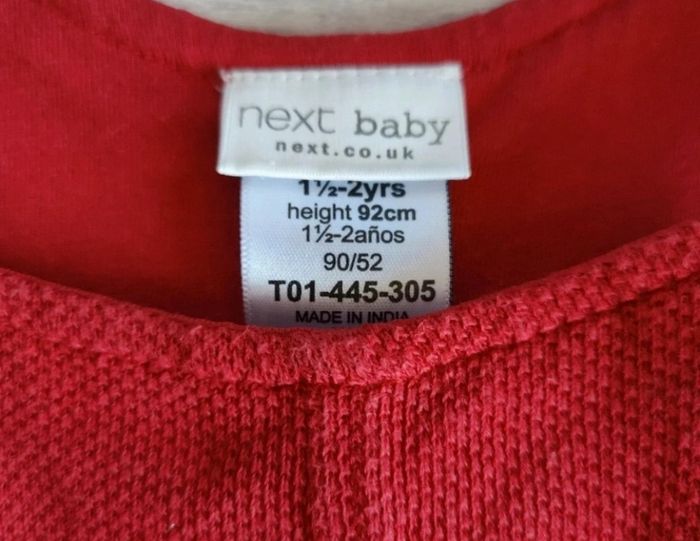 next baby
next.co.uk
1½-2yrs
height 92cm
1½-2años
90/52
T01-445-305
MADE IN INDIA